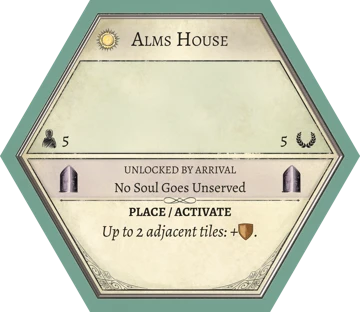 Alms House
5 5
UNLOCKED BY ARRIVAL
No Soul Goes Unserved
PLACE / ACTIVATE
Up to 2 adjacent tiles: + .